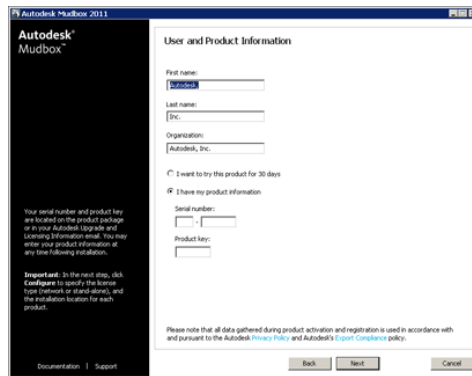 Autodesk Mudbox 2011
Autodesk®
Mudbox™
User and Product Information
First name:
Autodesk,
Last name:
Inc.
Organization:
Autodesk, Inc.
I want to try this product for 30 days
I have my product information
Serial number:
-
Product key:
Your serial number and product key
are located on the product package
or in your Autodesk Upgrade and
Licensing Information email. You may
enter your product information at
any time following installation.
Important: In the next step, click
Configure to specify the license
type (network or stand-alone), and
the installation location for each
product.
Please note that all data gathered during product activation and registration is used in accordance with
and pursuant to the Autodesk Privacy Policy and Autodesk's Export Compliance policy.
Documentation | Support
Back
Next
Cancel